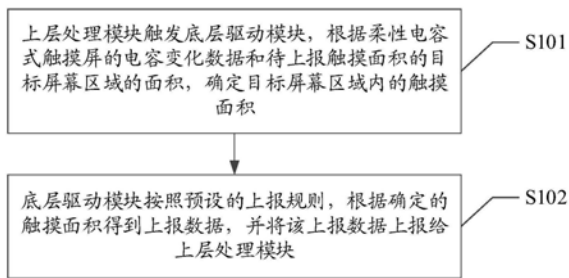 上层处理模块触发底层驱动模块，根据柔性电容
式触摸屏的电容变化数据和待上报触摸面积的目
标屏幕区域的面积，确定目标屏幕区域内的触摸
面积
S101
底层驱动模块按照预设的上报规则，根据确定的
触摸面积得到上报数据，并将该上报数据上报给
上层处理模块
S102